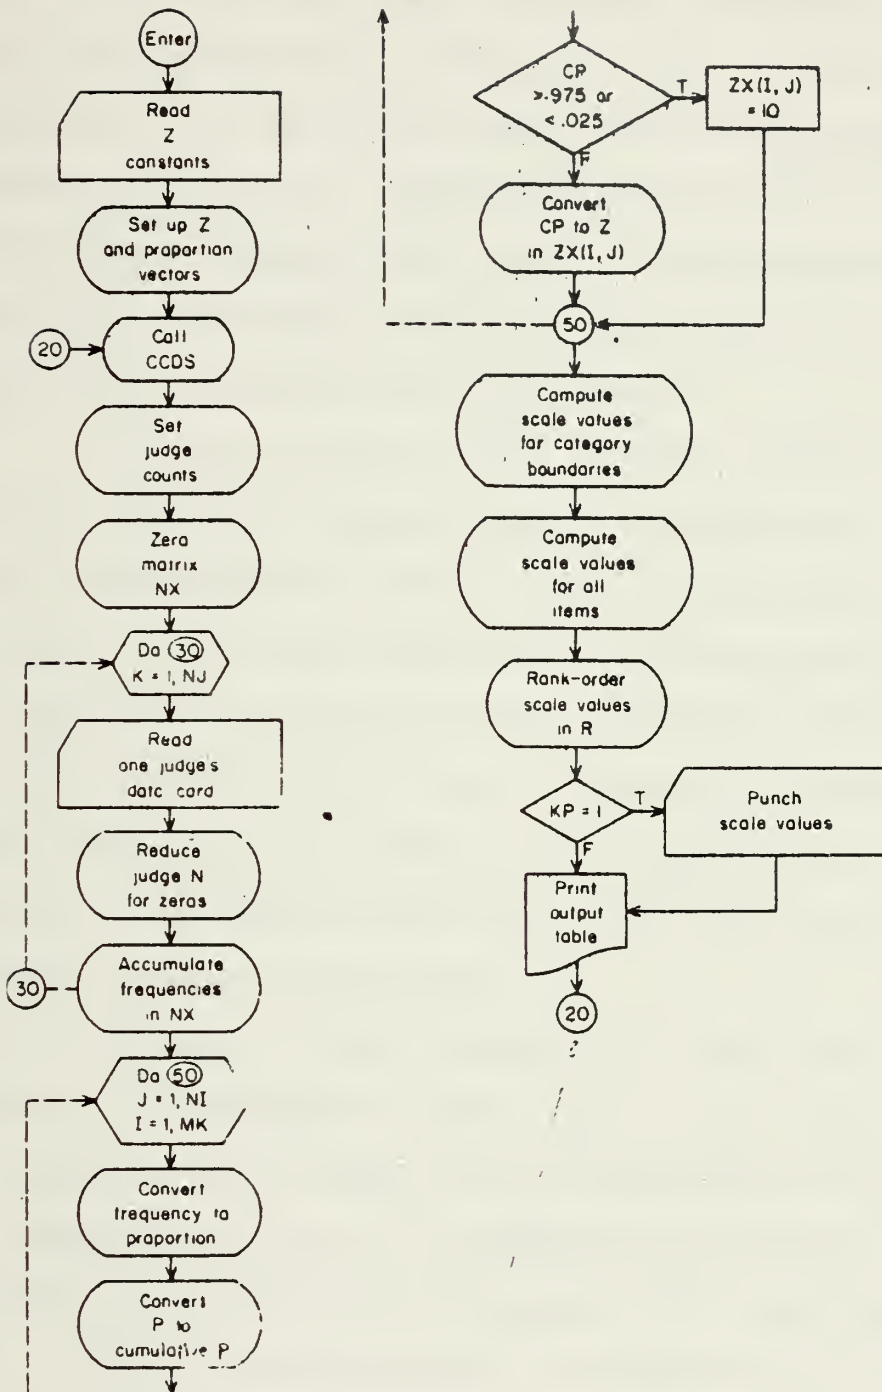 Enter
Read
Z
constants
Set up Z
and proportion
vectors
20
Call
CCDS
Set
judge
counts
Zero
matrix
NX
Do 30
K = 1, NJ
Read
one judge's
data card
Reduce
judge N
for zeros
30
Accumulate
frequencies
in NX
Do 50
J = 1, NI
I = 1, MK
Convert
frequency to
proportion
Convert
P to
cumulative P
CP
>.975 or
<.025
T
ZX(I, J)
= 10
F
Convert
CP to Z
in ZX(I, J)
50
Compute
scale values
for category
boundaries
Compute
scale values
for all
items
Rank-order
scale values
in R
KP = 1
T
Punch
scale values
F
Print
output
table
20